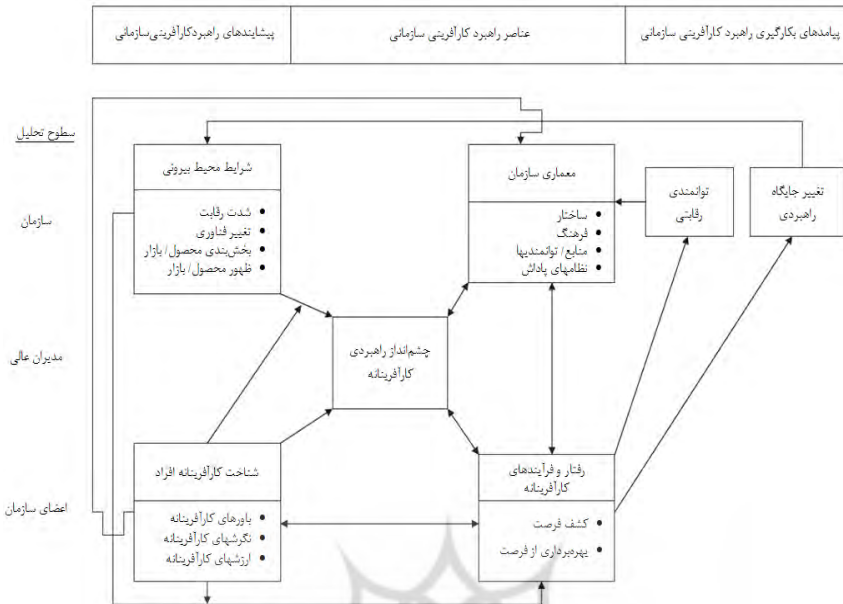 پیشایندهای راهبردکارآفرینی‌سازمانی
عناصر راهبرد کارآفرینی سازمانی
پیامدهای بکارگیری راهبرد کارآفرینی سازمانی
سطوح تحلیل
سازمان
مدیران عالی
اعضای سازمان
شرایط محیط بیرونی
شدت رقابت
تغییر فناوری
بخش‌بندی محصول/ بازار
ظهور محصول/ بازار
معماری سازمان
ساختار
فرهنگ
منابع/ توانمندیها
نظامهای پاداش
توانمندی
رقابتی
تغییر جایگاه
راهبردی
چشم‌انداز راهبردی
کارآفرینانه
شناخت کارآفرینانه افراد
باورهای کارآفرینانه
نگرشهای کارآفرینانه
ارزشهای کارآفرینانه
رفتار و فرآیندهای
کارآفرینانه
کشف فرصت
بهره‌برداری از فرصت